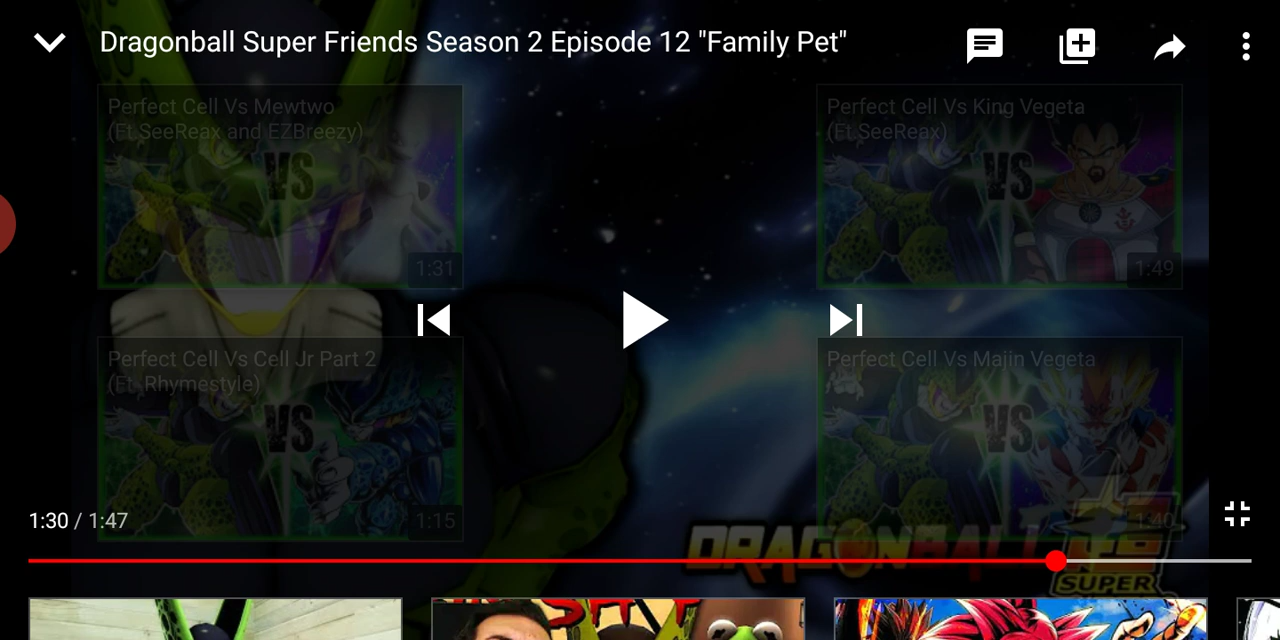 Dragonball Super Friends Season 2 Episode 12 "Family Pet"
Perfect Cell Vs Mewtwo
(Ft.SeeReax and EZBreezy)
VS
1:31
Perfect Cell Vs King Vegeta
(Ft.SeeReax)
VS
1:49
Perfect Cell Vs Cell Jr Part 2
(Ft. Rhymestyle)
VS
1:15
Perfect Cell Vs Majin Vegeta
VS
1:40
DRAGONBALL
超
SUPER
1:30 / 1:47